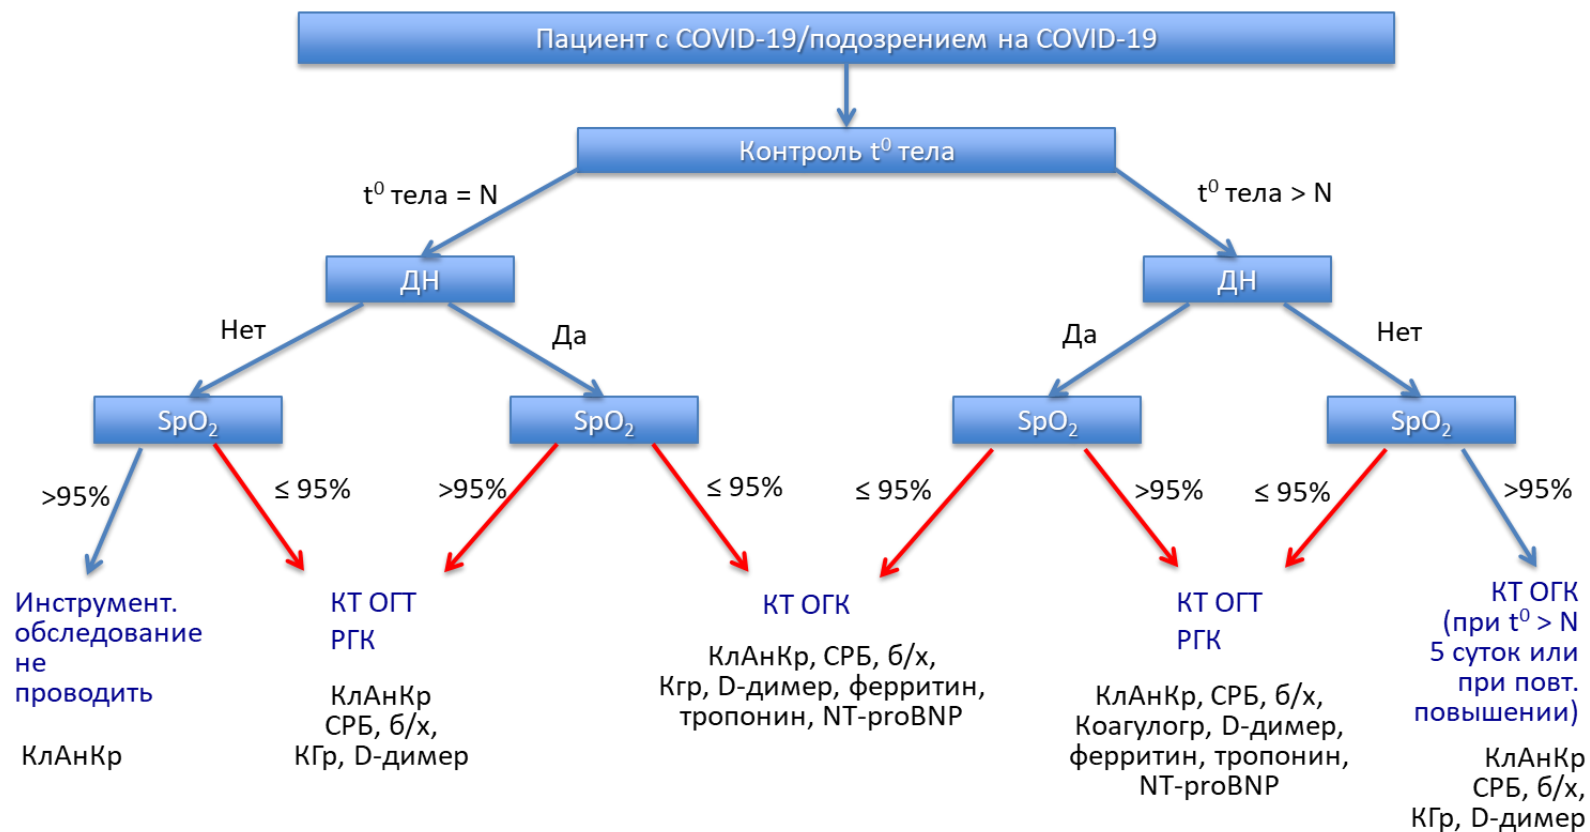 Пациент с COVID-19/подозрением на COVID-19
Контроль t⁰ тела
t⁰ тела = N
t⁰ тела > N
ДН
ДН
Нет
Да
Да
Нет
SpO₂
SpO₂
SpO₂
SpO₂
>95%
≤ 95%
>95%
≤ 95%
≤ 95%
>95%
≤ 95%
>95%
Инструмент.
обследование
не
проводить
КлАнКр
КТ ОГТ
РГК
КлАнКр
СРБ, б/х,
КГр, D-димер
КТ ОГК
КлАнКр, СРБ, б/х,
Кгр, D-димер, ферритин,
тропонин, NT-proBNP
КТ ОГТ
РГК
КлАнКр, СРБ, б/х,
Коагулогр, D-димер,
ферритин, тропонин,
NT-proBNP
КТ ОГК
(при t⁰ > N
5 суток или
при повт.
повышении)
КлАнКр
СРБ, б/х,
КГр, D-димер